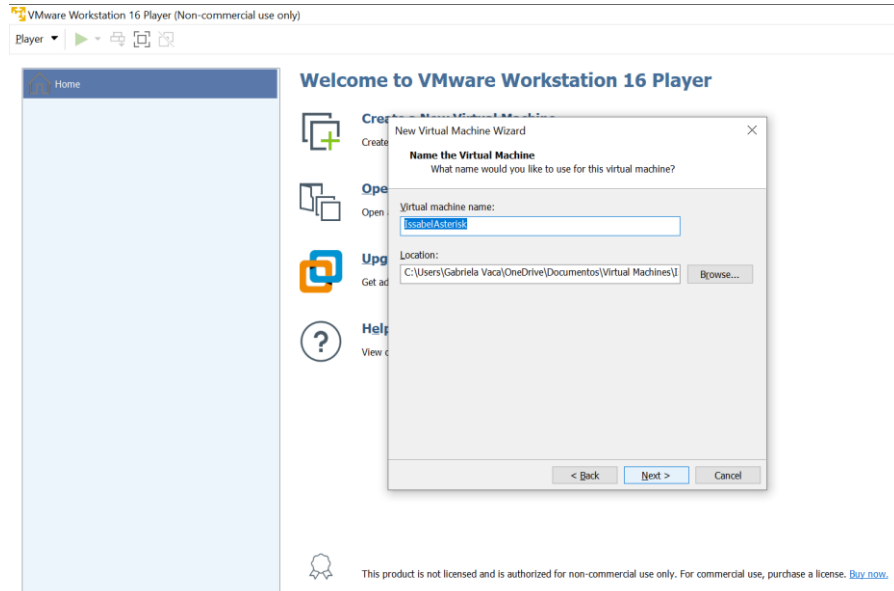 VMware Workstation 16 Player (Non-commercial use only)
Player
Home
Welcome to VMware Workstation 16 Player
Create a New Virtual Machine
Create
Ope
Open
Upg
Get ad
Help
View
New Virtual Machine Wizard
Name the Virtual Machine
What name would you like to use for this virtual machine?
Virtual machine name:
IssabelAsterisk
Location:
C:\Users\Gabriela Vaca\OneDrive\Documentos\Virtual Machines\I
Browse...
< Back
Next >
Cancel
This product is not licensed and is authorized for non-commercial use only. For commercial use, purchase a license. Buy now.